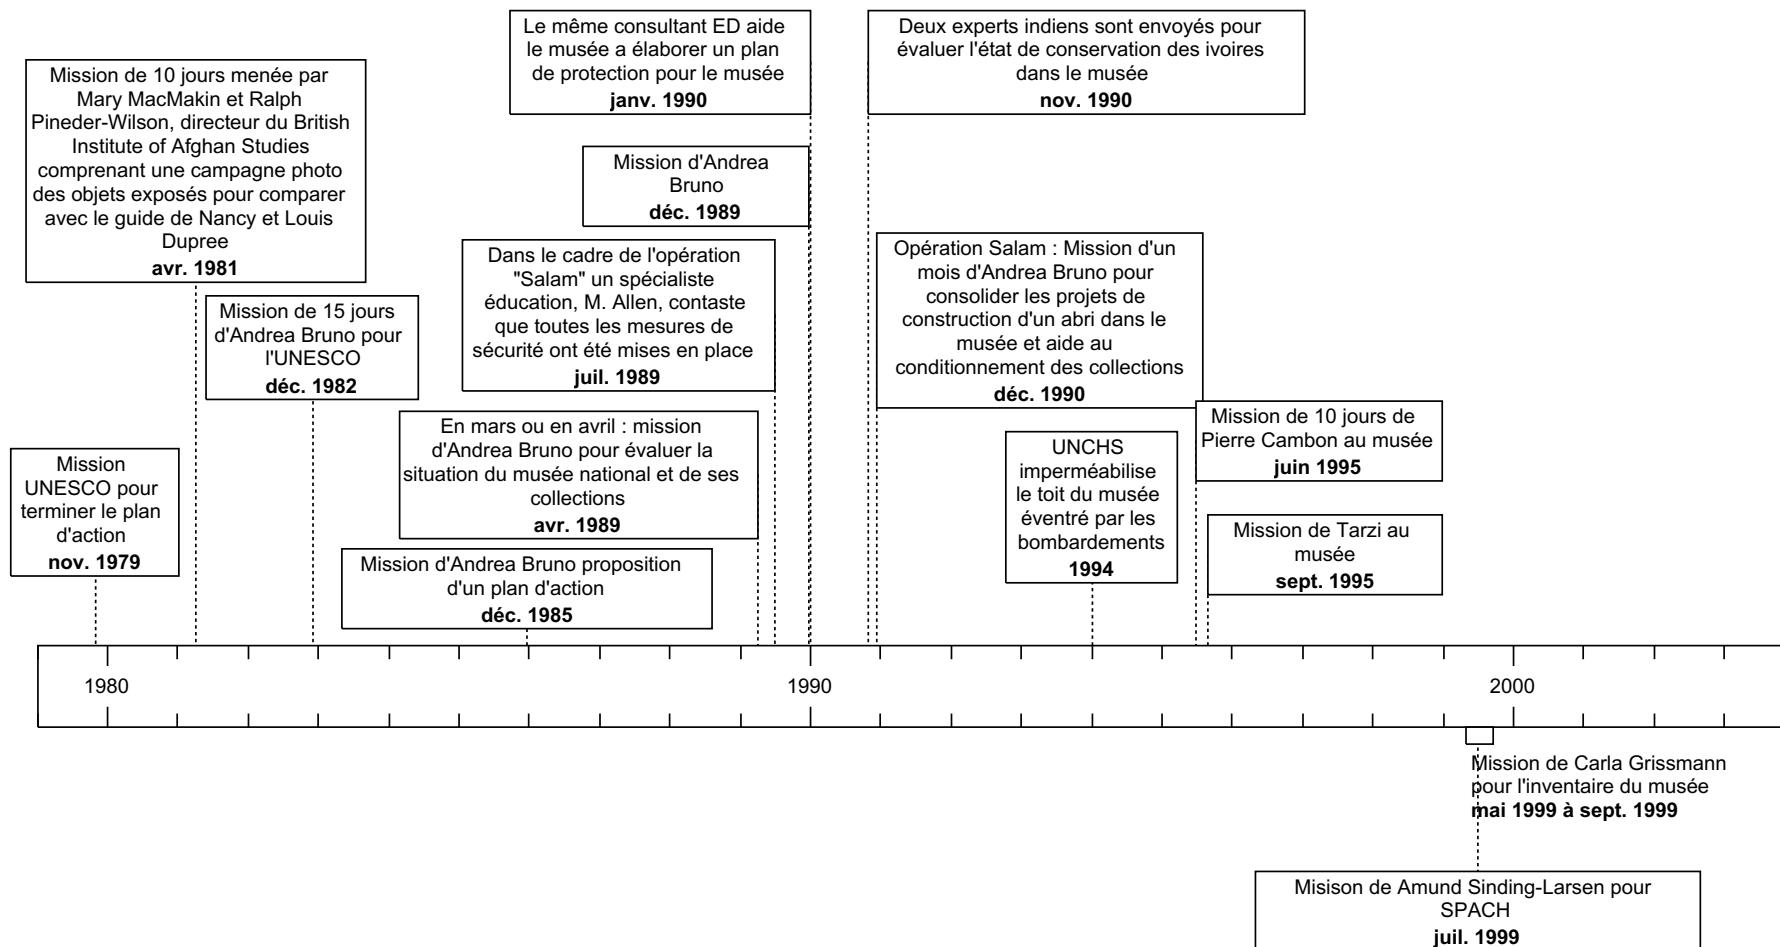 Mission de 10 jours menée par
Mary MacMakin et Ralph
Pineder-Wilson, directeur du British
Institute of Afghan Studies
comprenant une campagne photo
des objets exposés pour comparer
avec le guide de Nancy et Louis
Dupree
avr. 1981
Le même consultant ED aide
le musée a élaborer un plan
de protection pour le musée
janv. 1990
Deux experts indiens sont envoyés pour
évaluer l'état de conservation des ivoires
dans le musée
nov. 1990
Mission d'Andrea
Bruno
déc. 1989
Mission de 15 jours
d'Andrea Bruno pour
l'UNESCO
déc. 1982
Dans le cadre de l'opération
"Salam" un spécialiste
éducation, M. Allen, contaste
que toutes les mesures de
sécurité ont été mises en place
juil. 1989
Opération Salam : Mission d'un
mois d'Andrea Bruno pour
consolider les projets de
construction d'un abri dans le
musée et aide au
conditionnement des collections
déc. 1990
Mission
UNESCO pour
terminer le plan
d'action
nov. 1979
En mars ou en avril : mission
d'Andrea Bruno pour évaluer la
situation du musée national et de ses
collections
avr. 1989
Mission d'Andrea Bruno proposition
d'un plan d'action
déc. 1985
UNCHS
imperméabilise
le toit du musée
éventré par les
bombardements
1994
Mission de 10 jours de
Pierre Cambon au musée
juin 1995
Mission de Tarzi au
musée
sept. 1995
1980
1990
2000
Mission de Carla Grissmann
pour l'inventaire du musée
mai 1999 à sept. 1999
Misison de Amund Sinding-Larsen pour
SPACH
juil. 1999